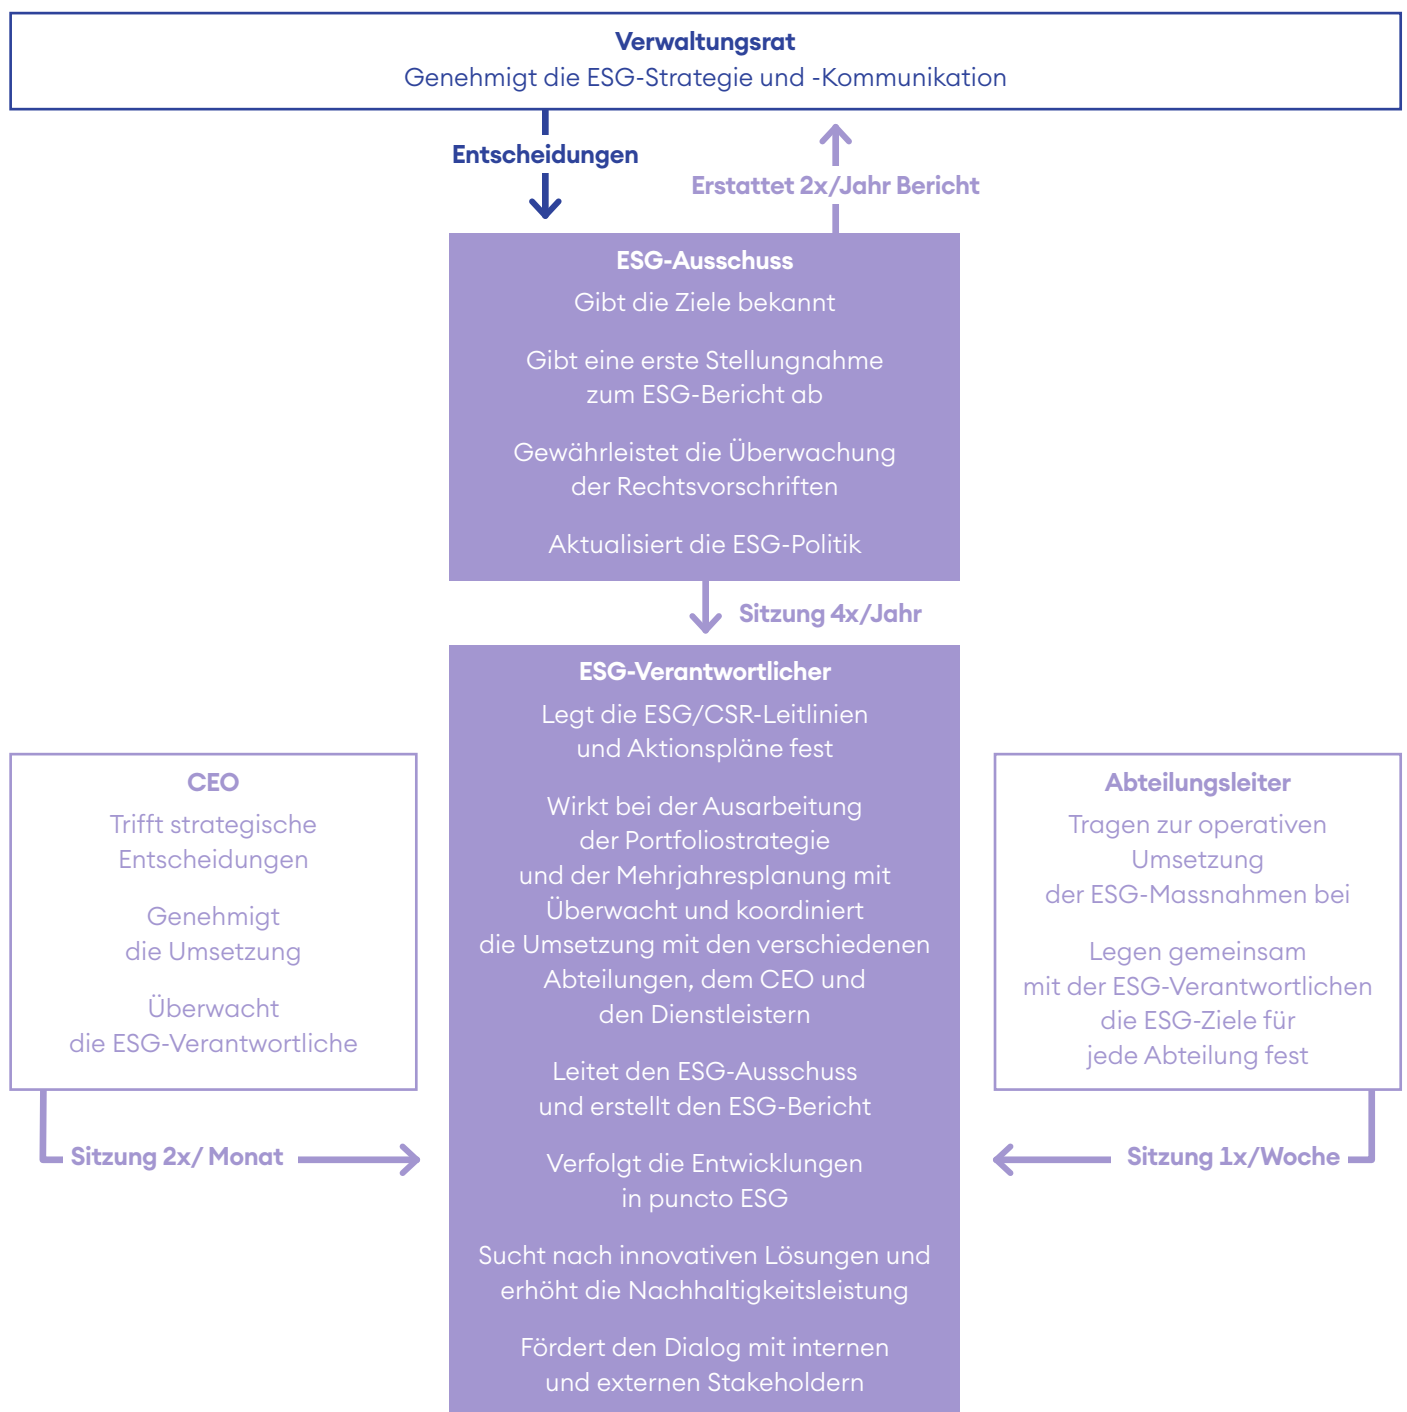 Verwaltungsrat
Genehmigt die ESG-Strategie und -Kommunikation
Entscheidungen
Erstattet 2x/Jahr Bericht
ESG-Ausschuss
Gibt die Ziele bekannt
Gibt eine erste Stellungnahme
zum ESG-Bericht ab
Gewährleistet die Überwachung
der Rechtsvorschriften
Aktualisiert die ESG-Politik
Sitzung 4x/Jahr
ESG-Verantwortlicher
Legt die ESG/CSR-Leitlinien
und Aktionspläne fest
Wirkt bei der Ausarbeitung
der Portfoliostrategie
und der Mehrjahresplanung mit
Überwacht und koordiniert
die Umsetzung mit den verschiedenen
Abteilungen, dem CEO und
den Dienstleistern
Leitet den ESG-Ausschuss
und erstellt den ESG-Bericht
Verfolgt die Entwicklungen
in puncto ESG
Sucht nach innovativen Lösungen und
erhöht die Nachhaltigkeitsleistung
Fördert den Dialog mit internen
und externen Stakeholdern
CEO
Trifft strategische
Entscheidungen
Genehmigt
die Umsetzung
Überwacht
die ESG-Verantwortliche
Sitzung 2x/ Monat
Abteilungsleiter
Tragen zur operativen
Umsetzung
der ESG-Massnahmen bei
Legen gemeinsam
mit der ESG-Verantwortlichen
die ESG-Ziele für
jede Abteilung fest
Sitzung 1x/Woche